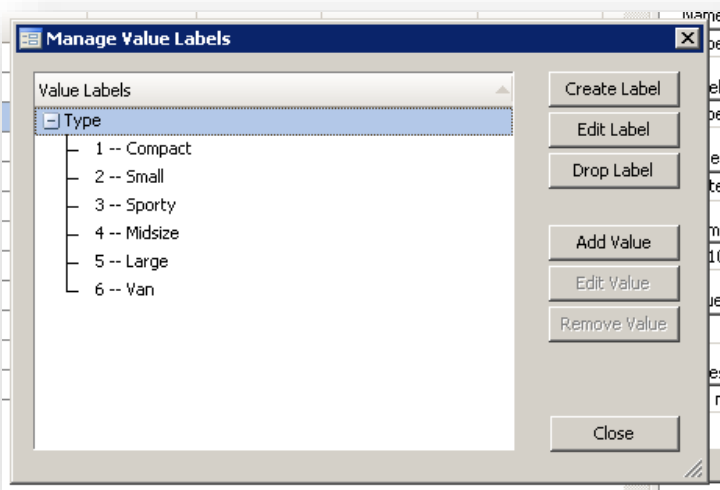 Name
Manage Value Labels
Value Labels
Type
1 -- Compact
2 -- Small
3 -- Sporty
4 -- Midsize
5 -- Large
6 -- Van
Create Label
Edit Label
Drop Label
Add Value
Edit Value
Remove Value
Close